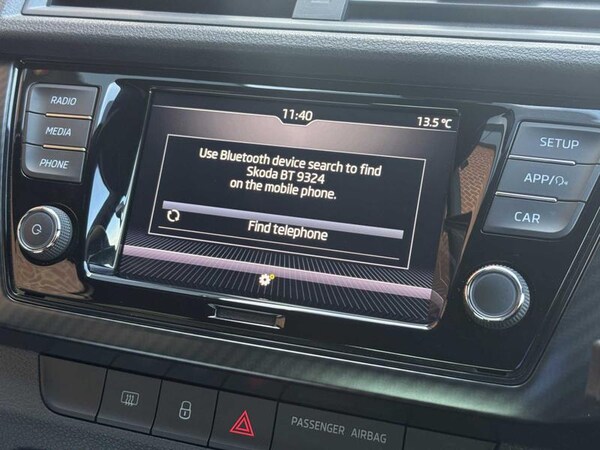 RADIO
MEDIA
PHONE
11:40
13.5 °C
Use Bluetooth device search to find
Skoda BT 9324
on the mobile phone.
Find telephone
SETUP
APP/
CAR
PASSENGER AIRBAG